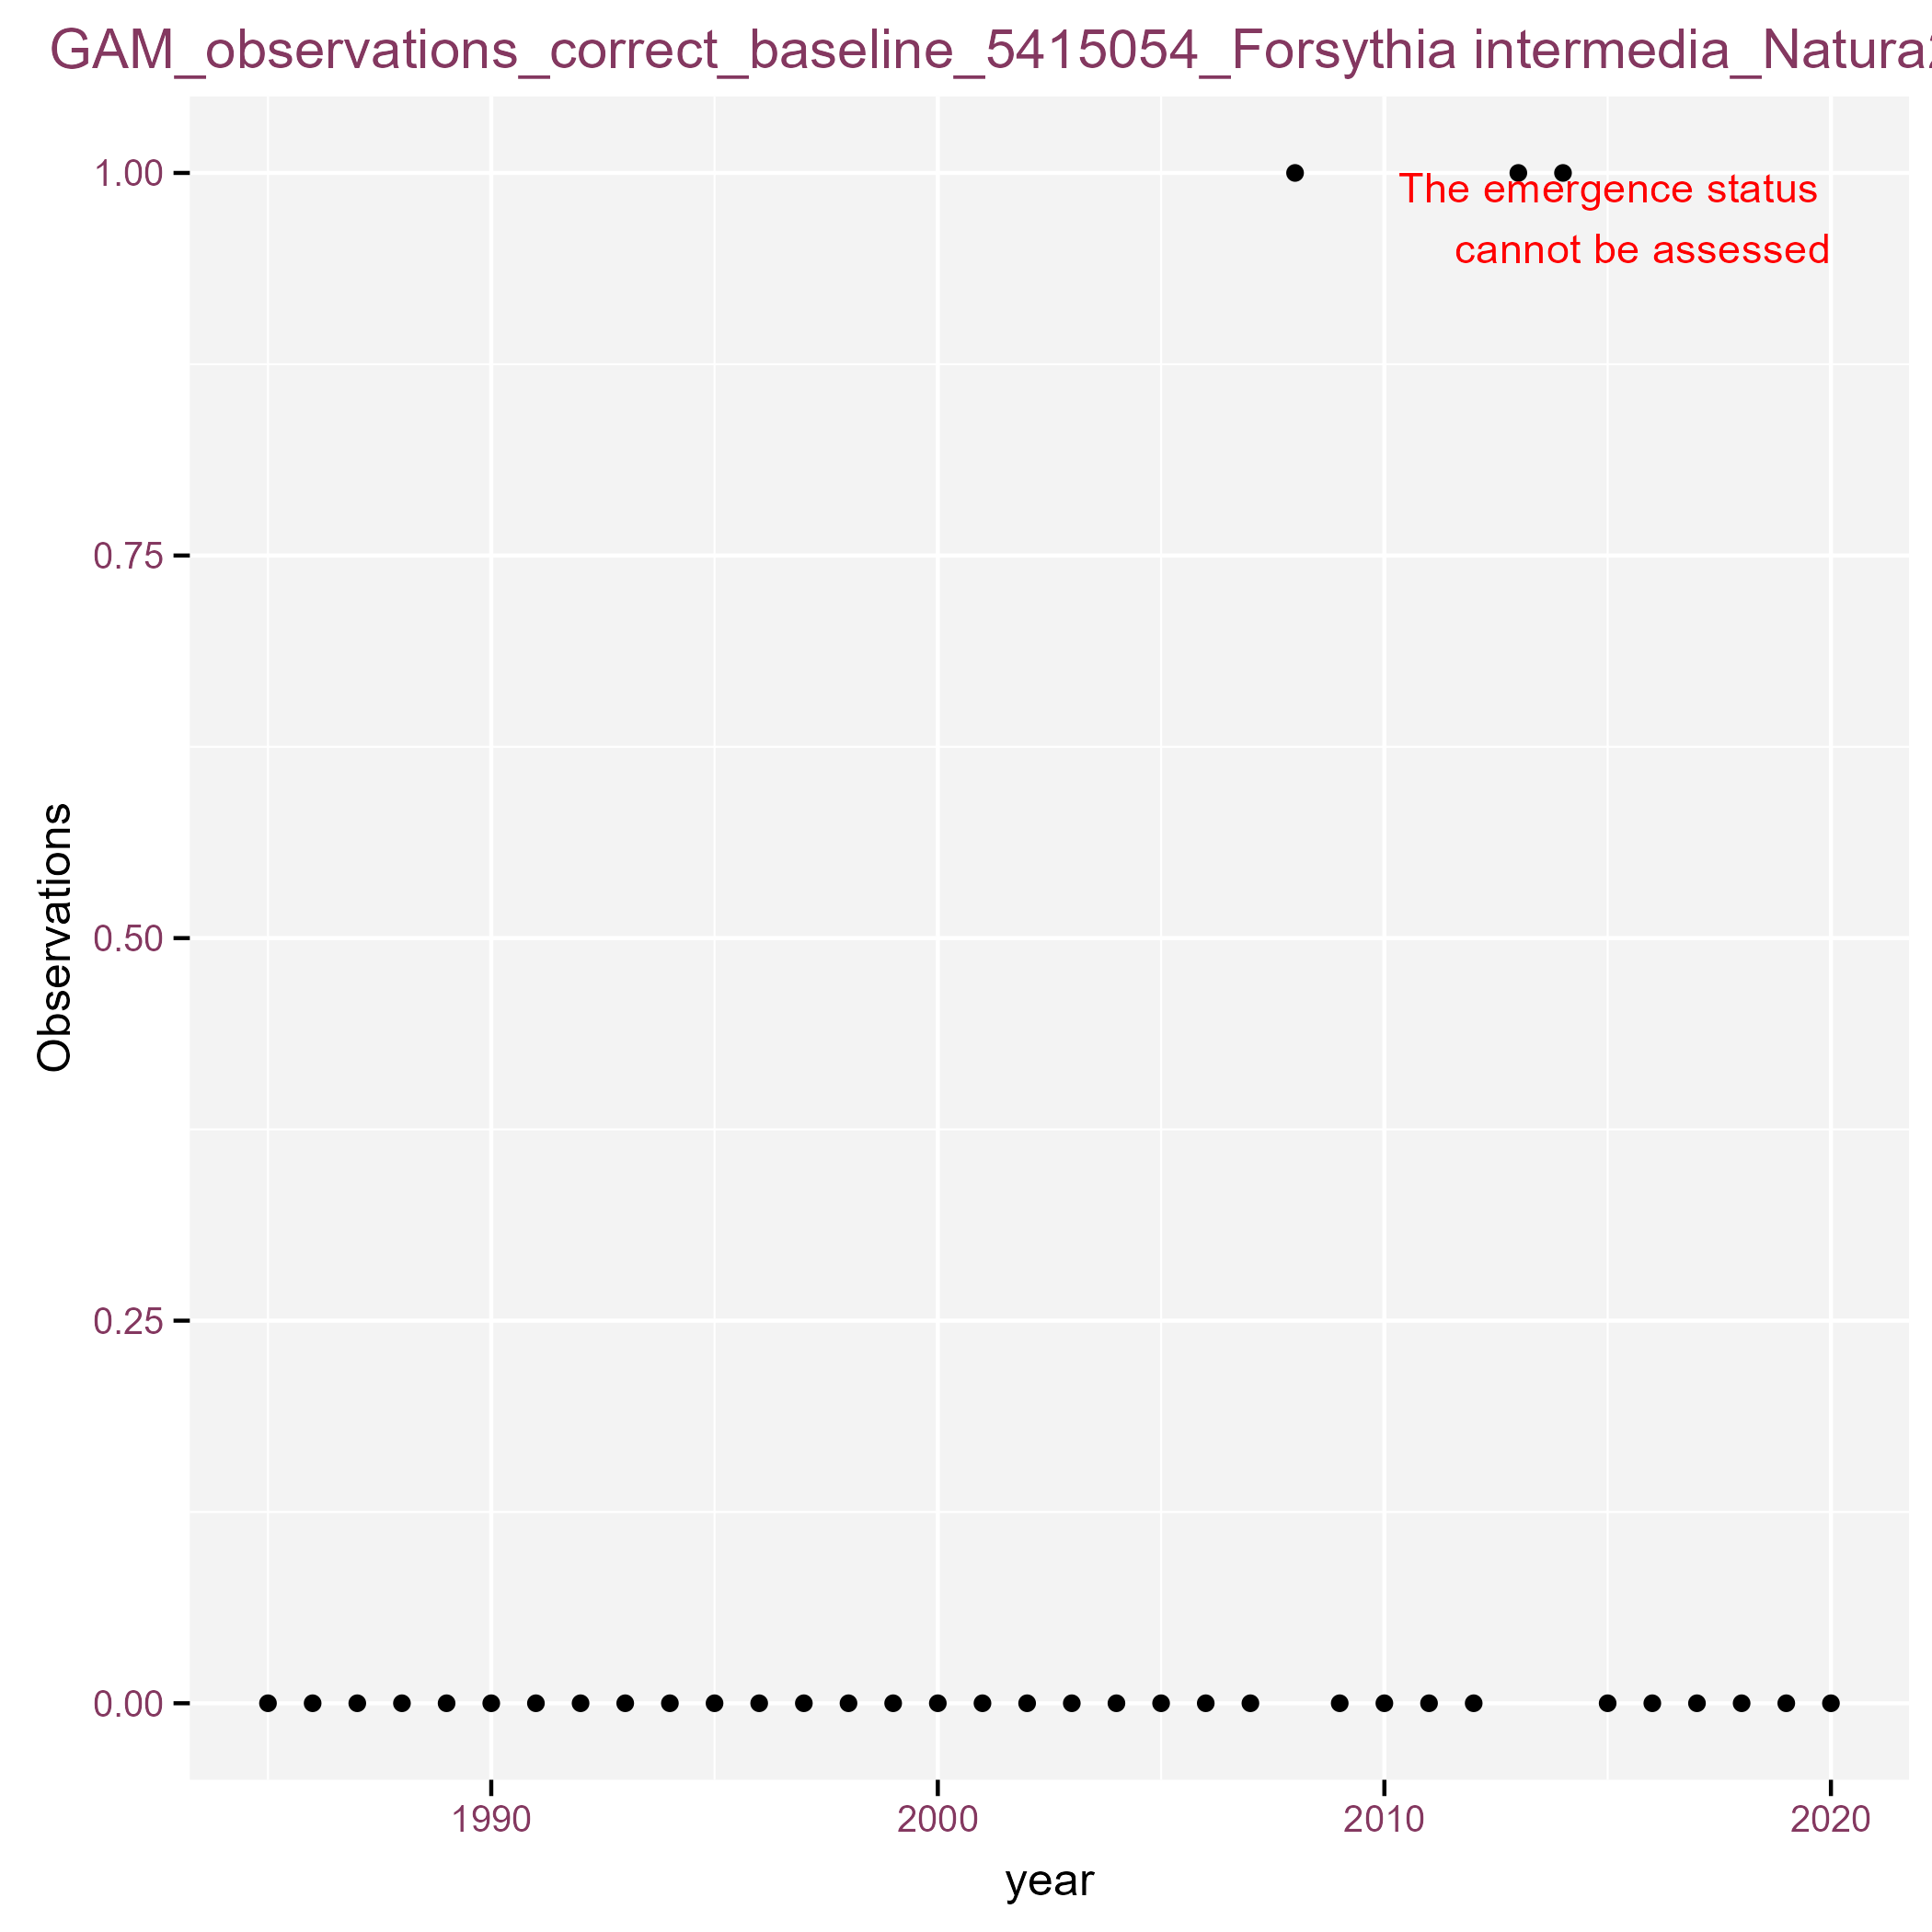 GAM_observations_correct_baseline_5415054_Forsythia intermedia_Natura
1.00
The emergence status
cannot be assessed
0.75
Observations
0.50
0.25
0.00
1990 2000 2010 2020
year